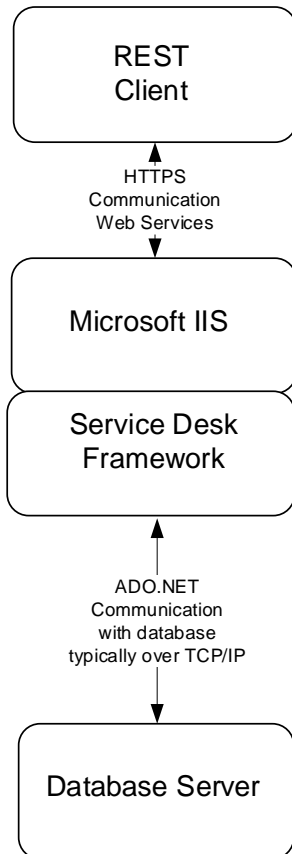 REST
Client
HTTPS
Communication
Web Services
Microsoft IIS
Service Desk
Framework
ADO.NET
Communication
with database
typically over TCP/IP
Database Server